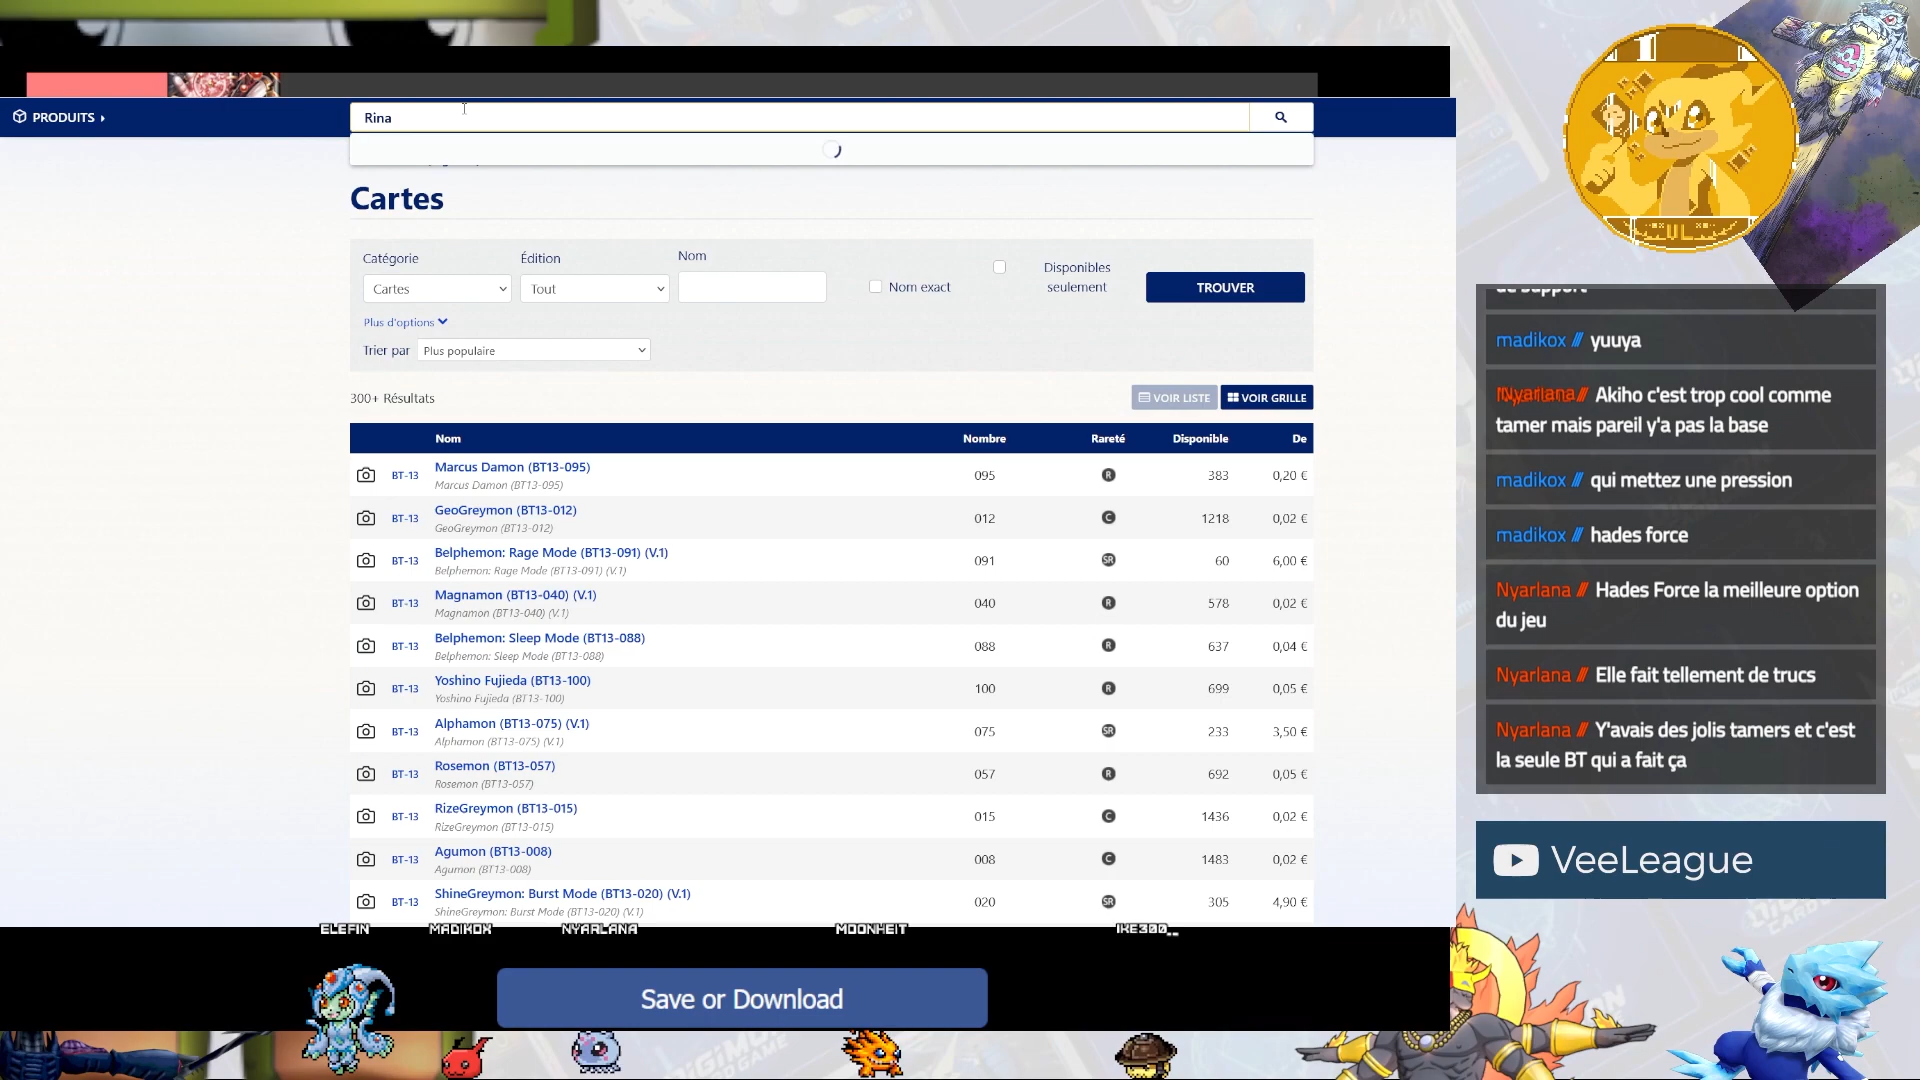 PRODUITS
Rina
Cartes
Catégorie
Édition
Nom
Cartes
Tout
Nom exact
Disponibles
seulement
TROUVER
Plus d'options
Trier par
Plus populaire
300+ Résultats
VOIR LISTE
VOIR GRILLE
Nom Nombre Rareté Disponible De
BT-13 Marcus Damon (BT13-095) 095 R 383 0,20 €
Marcus Damon (BT13-095)
BT-13 GeoGreymon (BT13-012) 012 C 1218 0,02 €
GeoGreymon (BT13-012)
BT-13 Belphemon: Rage Mode (BT13-091) (V.1) 091 SR 60 6,00 €
Belphemon: Rage Mode (BT13-091) (V.1)
BT-13 Magnamon (BT13-040) (V.1) 040 R 578 0,02 €
Magnamon (BT13-040) (V.1)
BT-13 Belphemon: Sleep Mode (BT13-088) 088 R 637 0,04 €
Belphemon: Sleep Mode (BT13-088)
BT-13 Yoshino Fujieda (BT13-100) 100 R 699 0,05 €
Yoshino Fujieda (BT13-100)
BT-13 Alphamon (BT13-075) (V.1) 075 SR 233 3,50 €
Alphamon (BT13-075) (V.1)
BT-13 Rosemon (BT13-057) 057 R 692 0,05 €
Rosemon (BT13-057)
BT-13 RizeGreymon (BT13-015) 015 C 1436 0,02 €
RizeGreymon (BT13-015)
BT-13 Agumon (BT13-008) 008 C 1483 0,02 €
Agumon (BT13-008)
BT-13 ShineGreymon: Burst Mode (BT13-020) (V.1) 020 SR 305 4,90 €
ShineGreymon: Burst Mode (BT13-020) (V.1)
ELEFIN MADIKOX NYARLANA MOONHEIT IKE300__
Save or Download
1
VL
de support
madikox /// yuuya
Nyarlana // Akiho c'est trop cool comme
tamer mais pareil y'a pas la base
madikox /// qui mettez une pression
madikox /// hades force
Nyarlana // Hades Force la meilleure option
du jeu
Nyarlana // Elle fait tellement de trucs
Nyarlana // Y'avais des jolis tamers et c'est
la seule BT qui a fait ça
VeeLeague